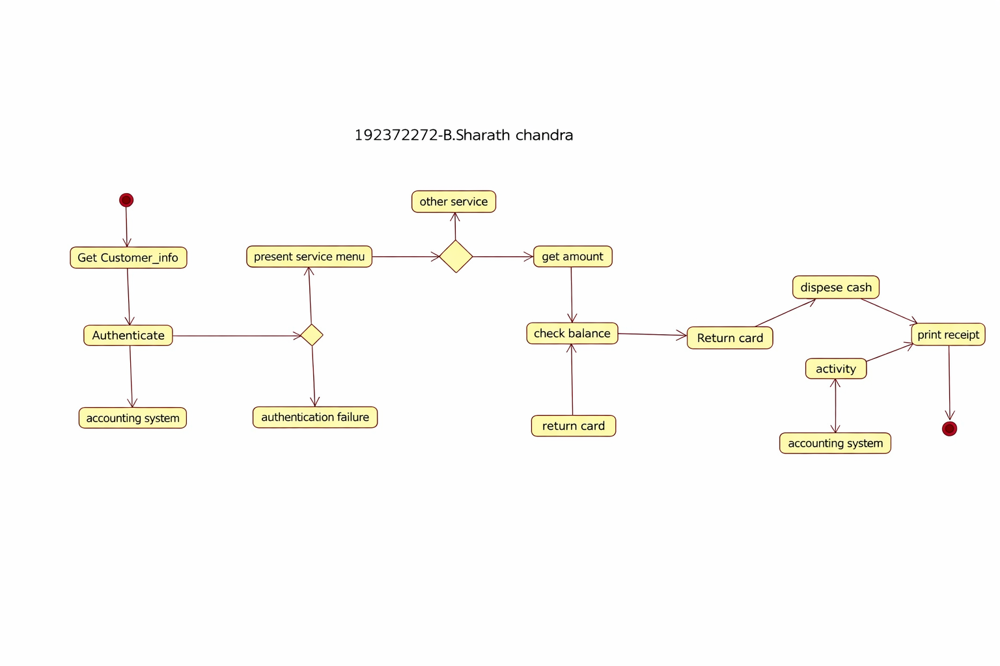 192372272-B.Sharath chandra
other service
Get Customer_info
present service menu
get amount
dispese cash
Authenticate
check balance
Return card
print receipt
activity
accounting system
authentication failure
return card
accounting system